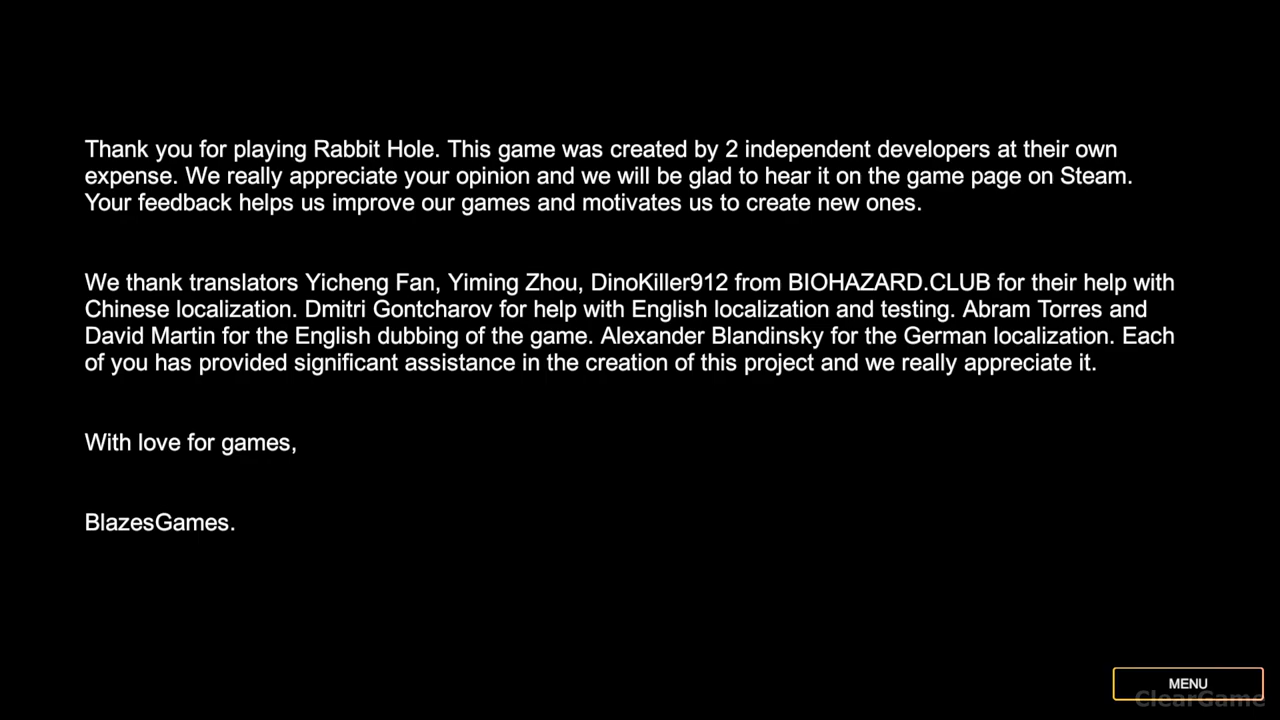 Thank you for playing Rabbit Hole. This game was created by 2 independent developers at their own
expense. We really appreciate your opinion and we will be glad to hear it on the game page on Steam.
Your feedback helps us improve our games and motivates us to create new ones.
We thank translators Yicheng Fan, Yiming Zhou, DinoKiller912 from BIOHAZARD.CLUB for their help with
Chinese localization. Dmitri Gontcharov for help with English localization and testing. Abram Torres and
David Martin for the English dubbing of the game. Alexander Blandinsky for the German localization. Each
of you has provided significant assistance in the creation of this project and we really appreciate it.
With love for games,
BlazesGames.
MENU
ClearGame